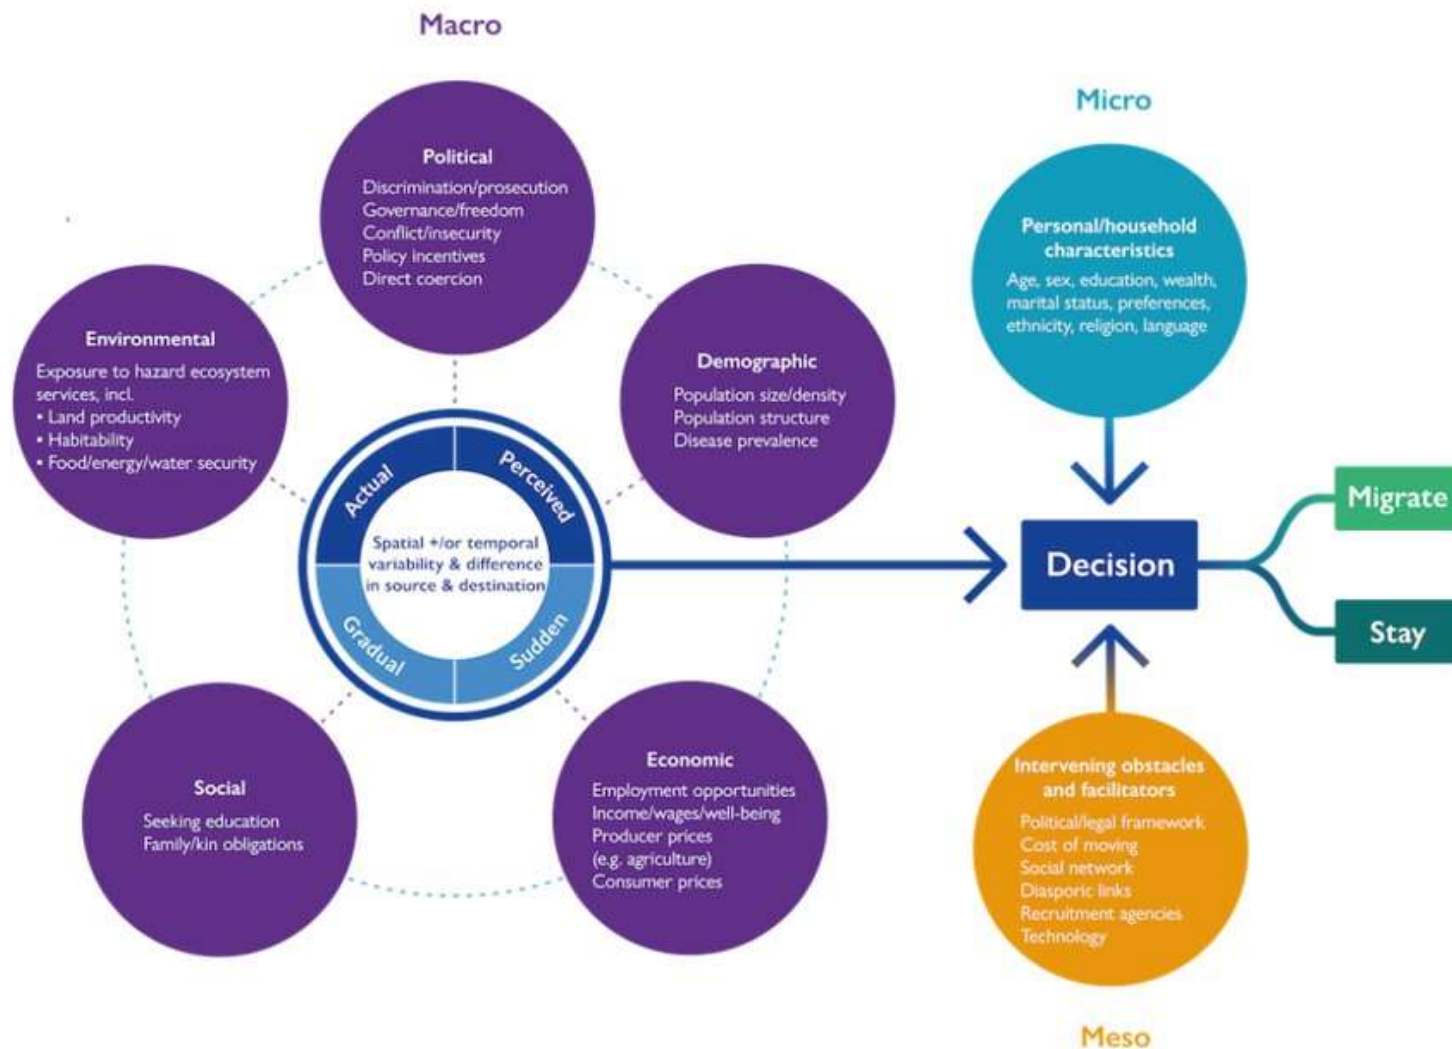 Macro
Political
Discrimination/prosecution
Governance/freedom
Conflict/insecurity
Policy incentives
Direct coercion
Environmental
Exposure to hazard ecosystem
services, incl.
▪ Land productivity
▪ Habitability
▪ Food/energy/water security
Demographic
Population size/density
Population structure
Disease prevalence
Actual
Perceived
Spatial +/or temporal
variability & difference
in source & destination
Gradual
Sudden
Social
Seeking education
Family/kin obligations
Economic
Employment opportunities
Income/wages/well-being
Producer prices
(e.g. agriculture)
Consumer prices
Micro
Personal/household
characteristics
Age, sex, education, wealth,
marital status, preferences,
ethnicity, religion, language
Decision
Migrate
Stay
Intervening obstacles
and facilitators
Political/legal framework
Cost of moving
Social network
Diasporic links
Recruitment agencies
Technology
Meso